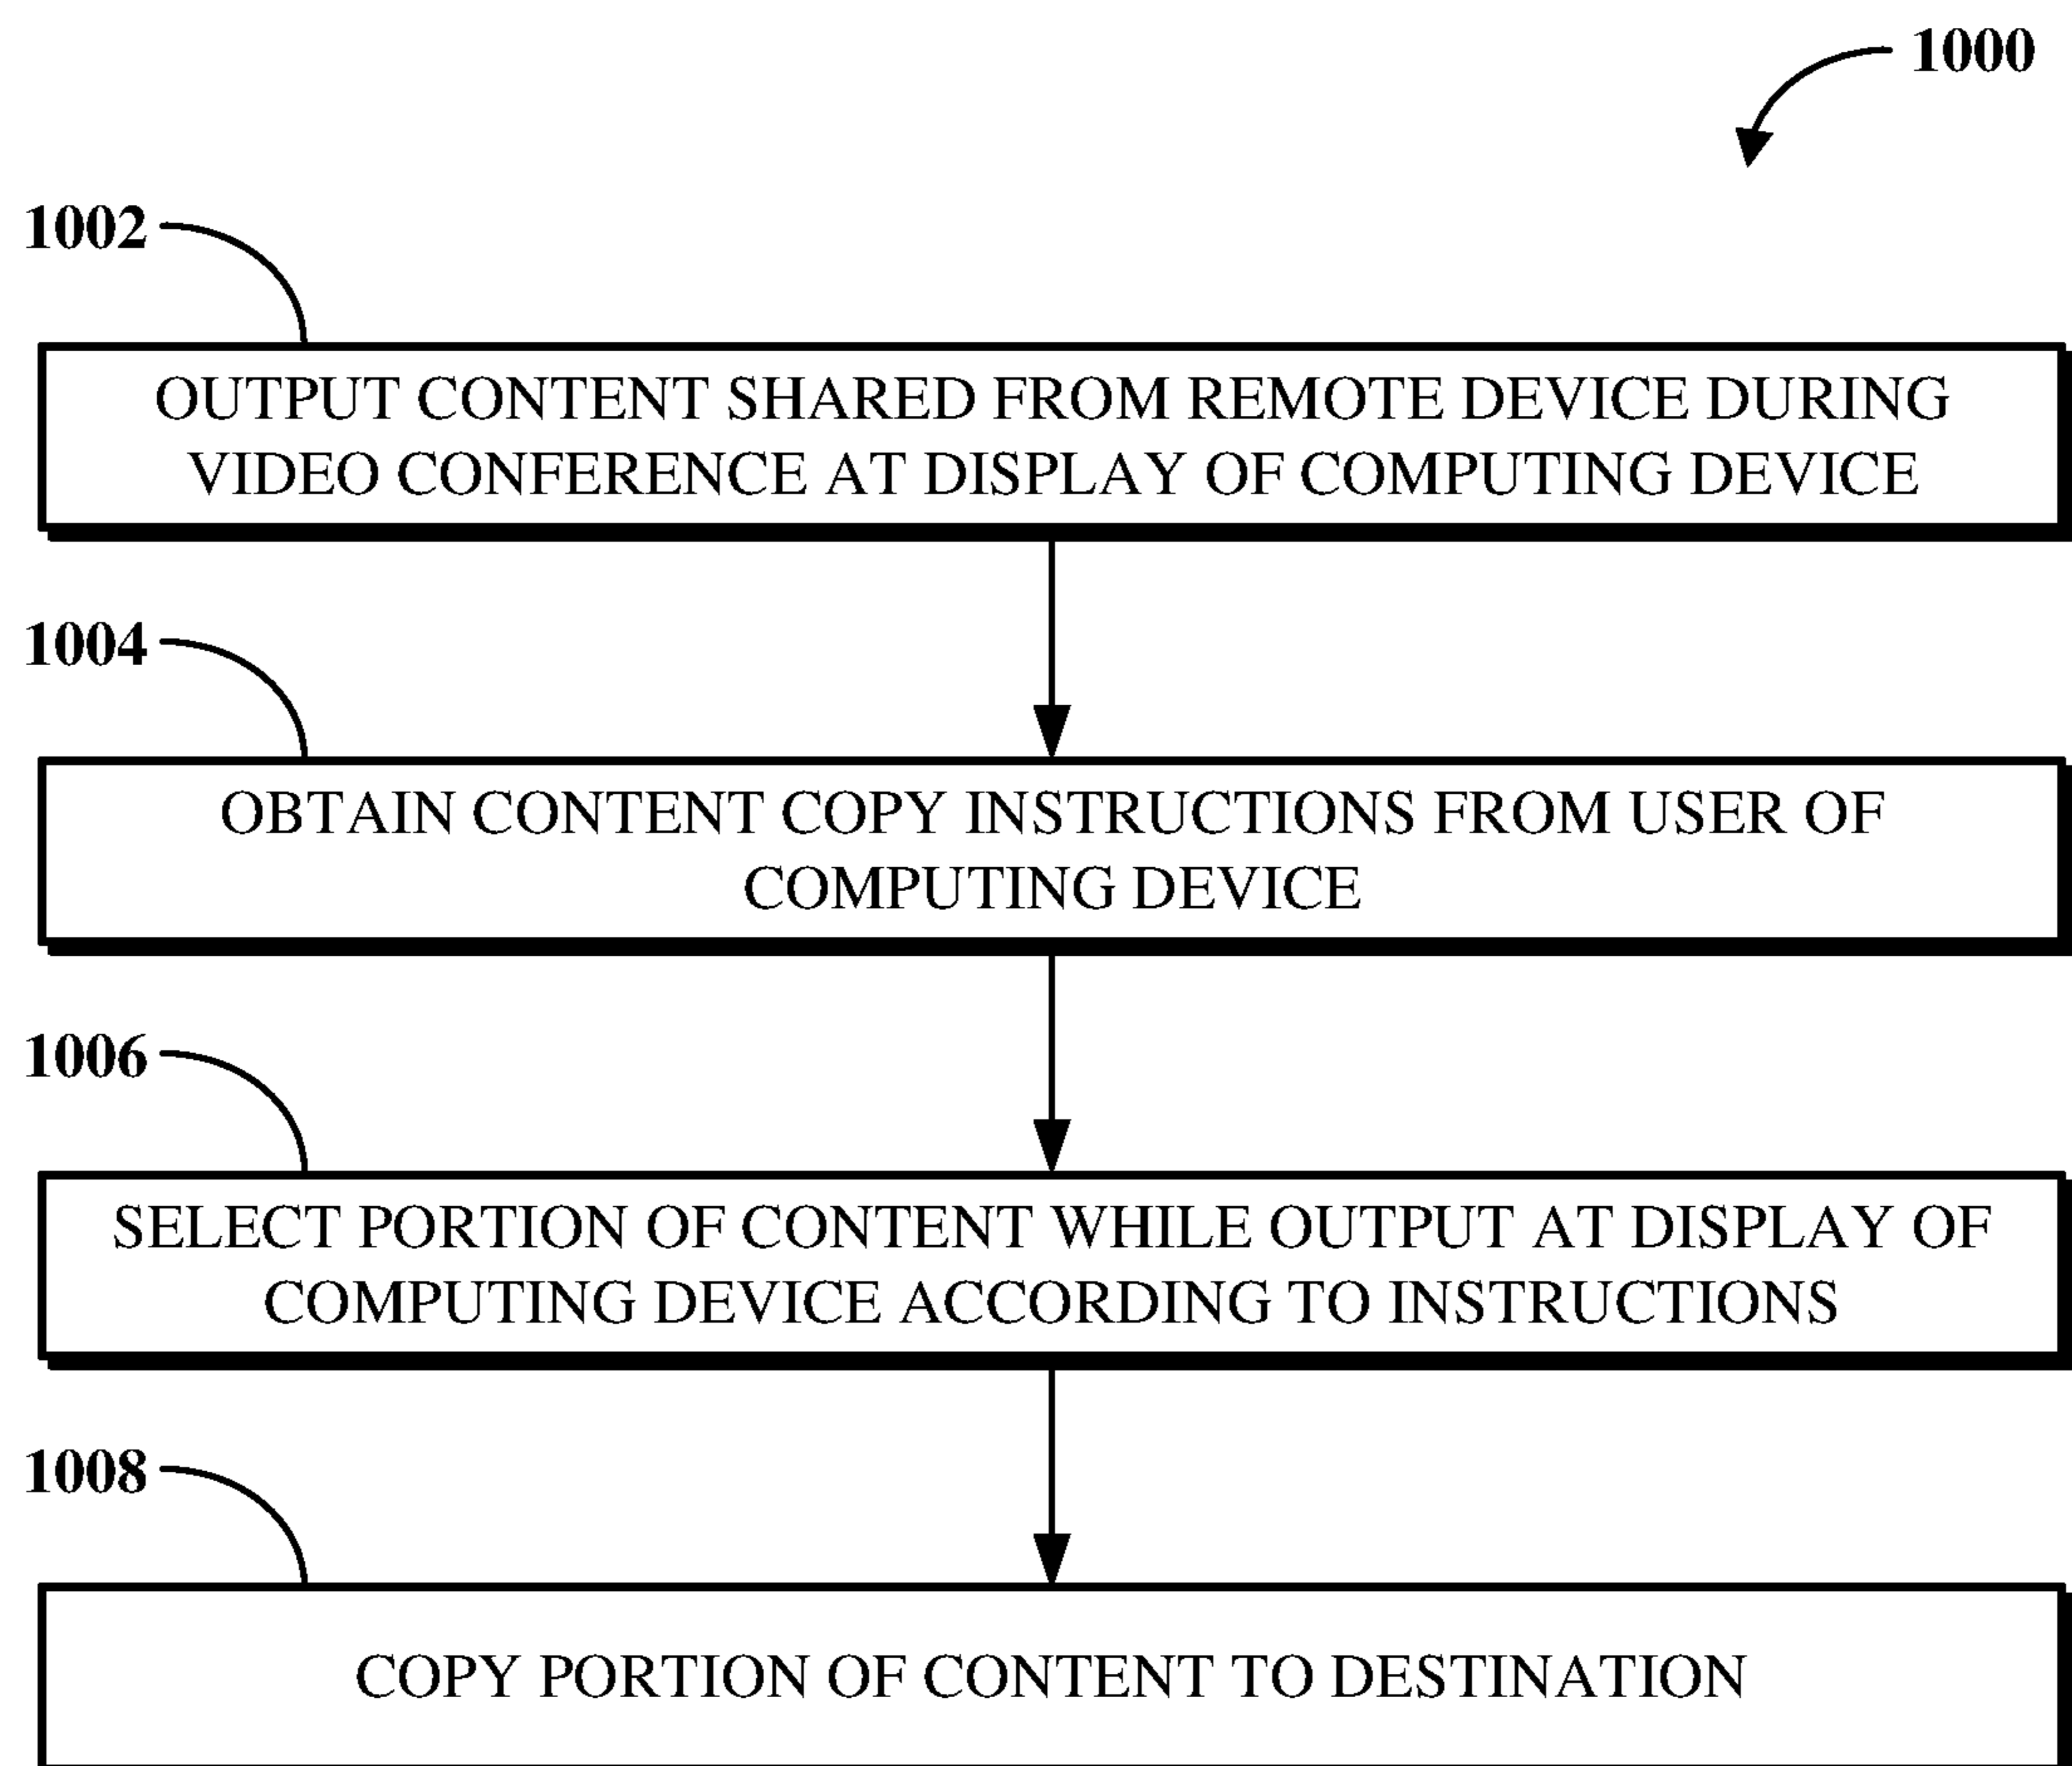 1000
1002
OUTPUT CONTENT SHARED FROM REMOTE DEVICE DURING
VIDEO CONFERENCE AT DISPLAY OF COMPUTING DEVICE
1004
OBTAIN CONTENT COPY INSTRUCTIONS FROM USER OF
COMPUTING DEVICE
1006
SELECT PORTION OF CONTENT WHILE OUTPUT AT DISPLAY OF
COMPUTING DEVICE ACCORDING TO INSTRUCTIONS
1008
COPY PORTION OF CONTENT TO DESTINATION